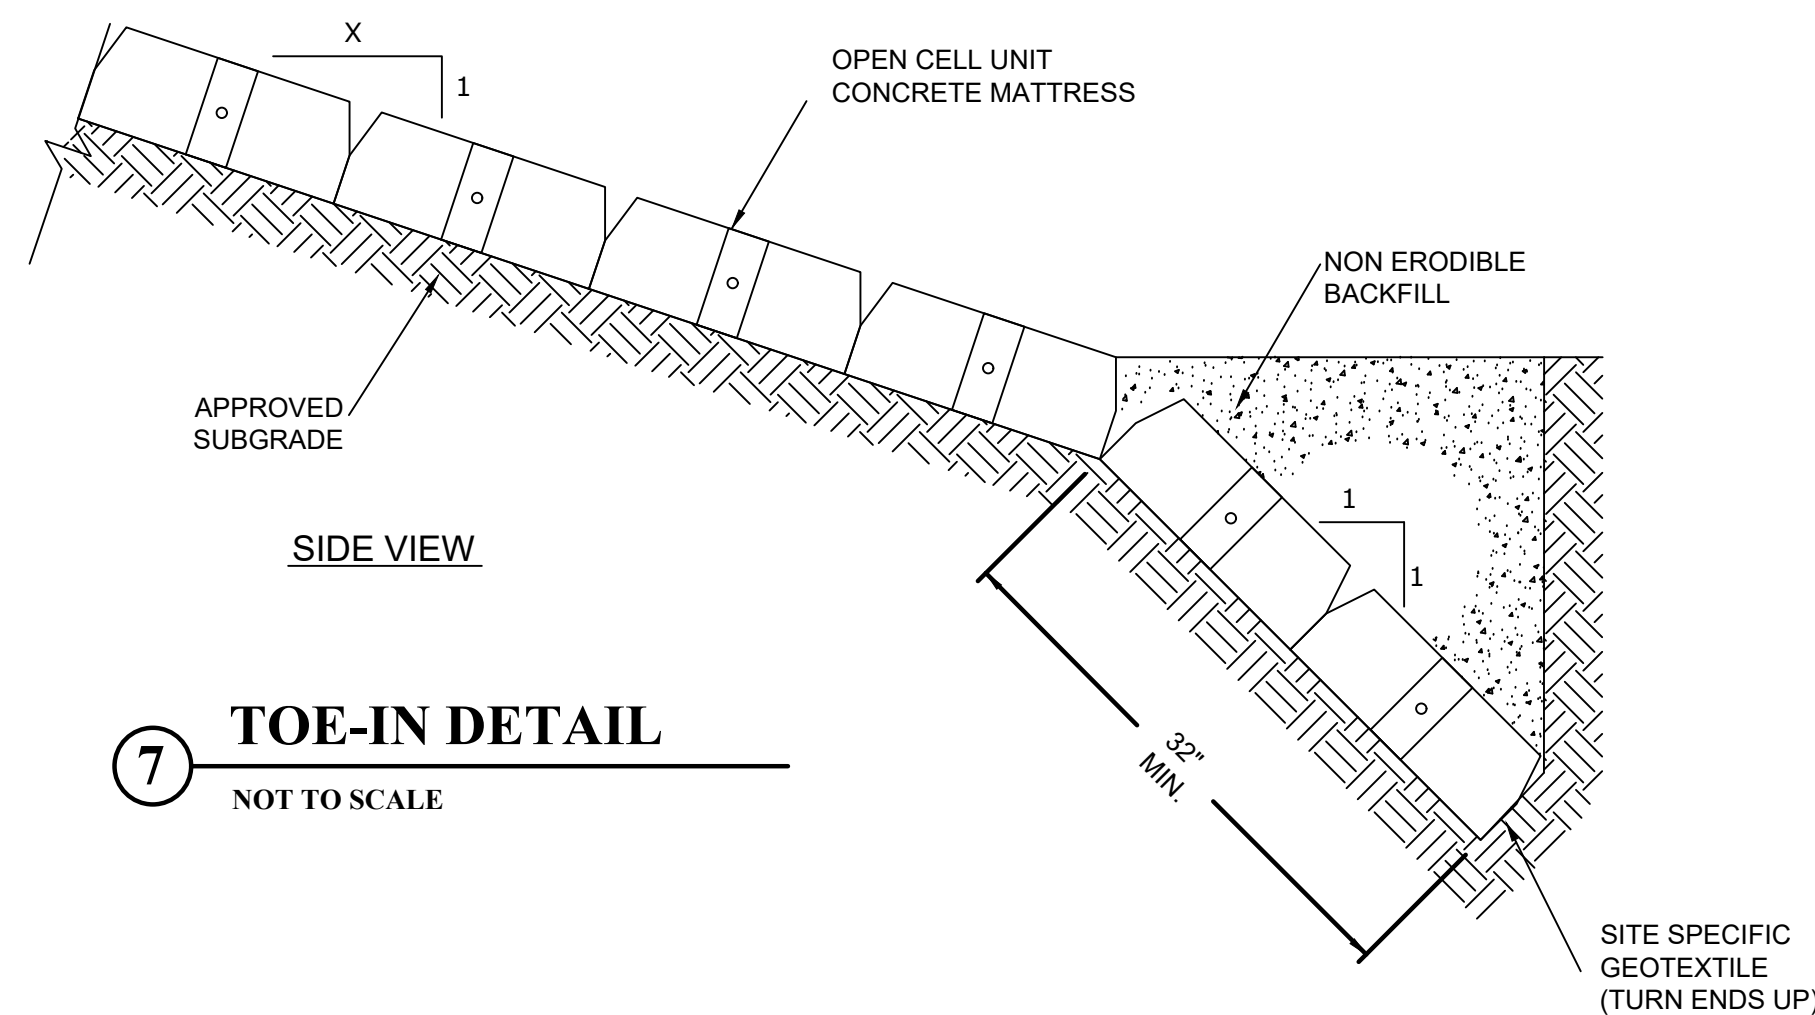 X
1
OPEN CELL UNIT
CONCRETE MATTRESS
NON ERODIBLE
BACKFILL
APPROVED
SUBGRADE
1
1
SIDE VIEW
32"
MIN.
7
TOE-IN DETAIL
NOT TO SCALE
SITE SPECIFIC
GEOTEXTILE
(TURN ENDS UP)